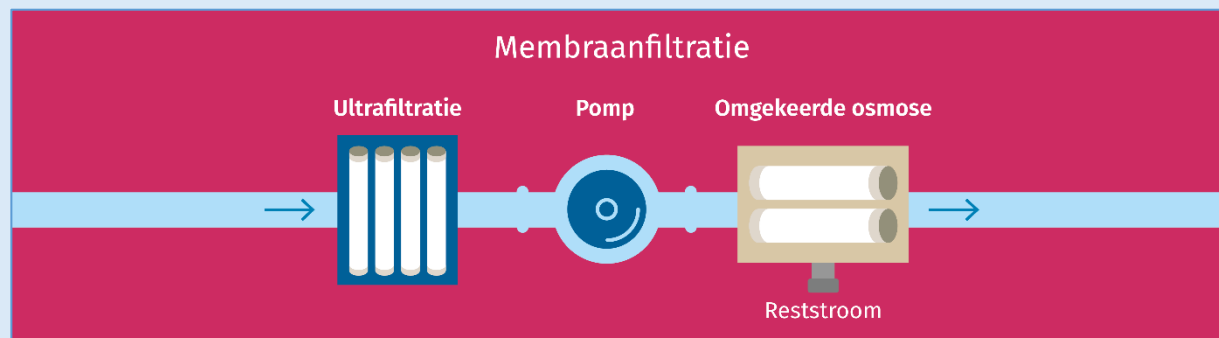 Membraanfiltratie
Ultrafiltratie
Pomp
Omgekeerde osmose
Reststroom